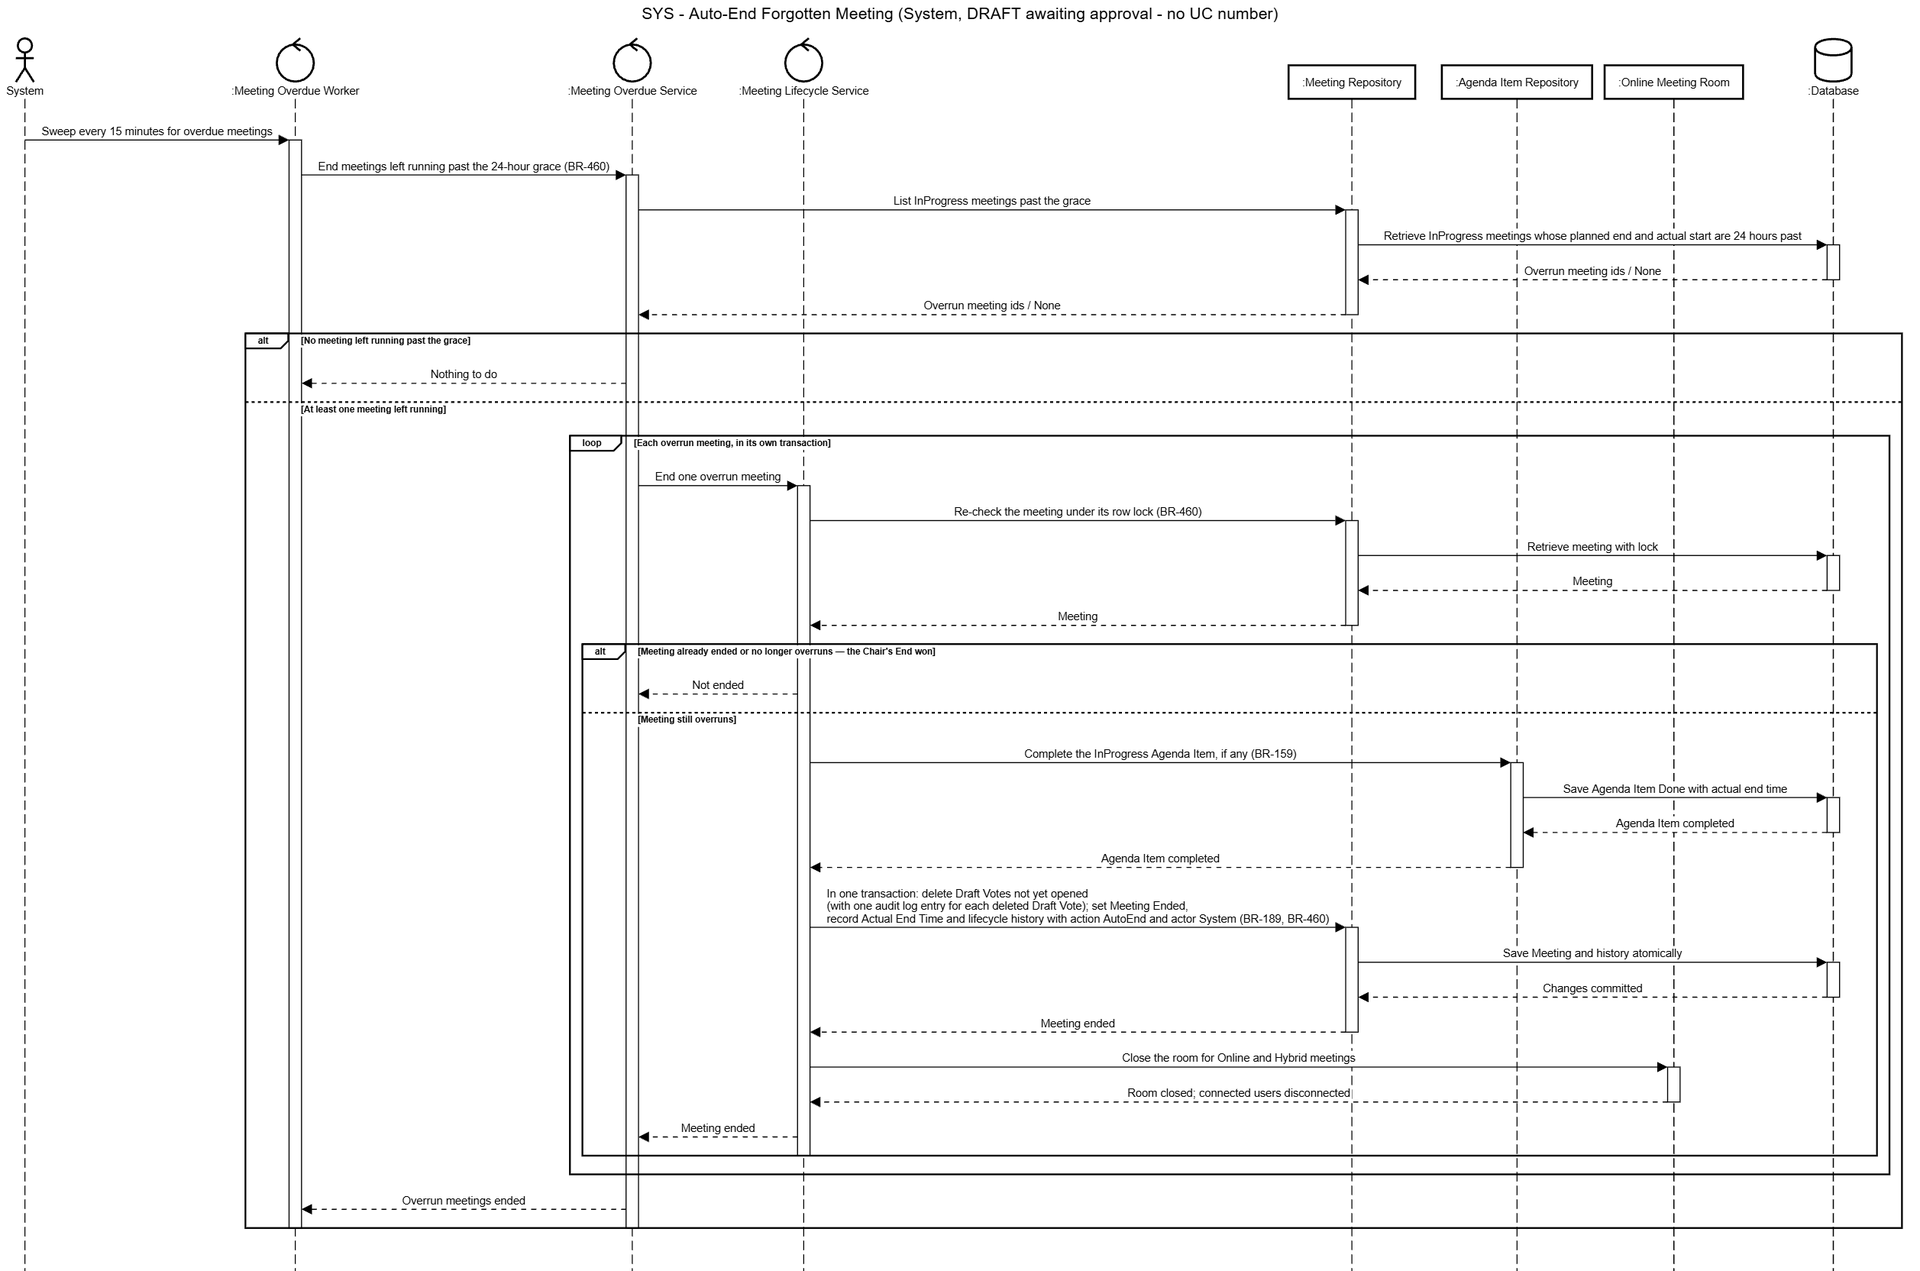 SYS - Auto-End Forgotten Meeting (System, DRAFT awaiting approval - no UC number)
System
:Meeting Overdue Worker
:Meeting Overdue Service
:Meeting Lifecycle Service
:Meeting Repository
:Agenda Item Repository
:Online Meeting Room
:Database
Sweep every 15 minutes for overdue meetings
End meetings left running past the 24-hour grace (BR-460)
List InProgress meetings past the grace
Retrieve InProgress meetings whose planned end and actual start are 24 hours past
Overrun meeting ids / None
Overrun meeting ids / None
alt
[No meeting left running past the grace]
Nothing to do
[At least one meeting left running]
loop
[Each overrun meeting, in its own transaction]
End one overrun meeting
Re-check the meeting under its row lock (BR-460)
Retrieve meeting with lock
Meeting
Meeting
alt
[Meeting already ended or no longer overruns — the Chair's End won]
Not ended
[Meeting still overruns]
Complete the InProgress Agenda Item, if any (BR-159)
Save Agenda Item Done with actual end time
Agenda Item completed
Agenda Item completed
In one transaction: delete Draft Votes not yet opened
(with one audit log entry for each deleted Draft Vote); set Meeting Ended,
record Actual End Time and lifecycle history with action AutoEnd and actor System (BR-189, BR-460)
Save Meeting and history atomically
Changes committed
Meeting ended
Close the room for Online and Hybrid meetings
Room closed; connected users disconnected
Meeting ended
Overrun meetings ended